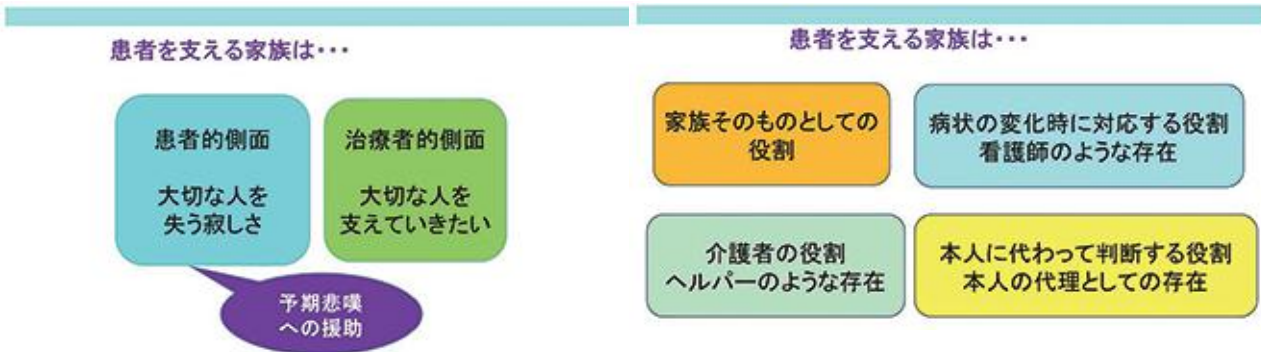 患者を支える家族は・・・
患者的側面
大切な人を
失う寂しさ
治療者的側面
大切な人を
支えていきたい
予期悲嘆
への援助
患者を支える家族は・・・
家族そのものとしての
役割
病状の変化時に対応する役割
看護師のような存在
介護者の役割
ヘルパーのような存在
本人に代わって判断する役割
本人の代理としての存在